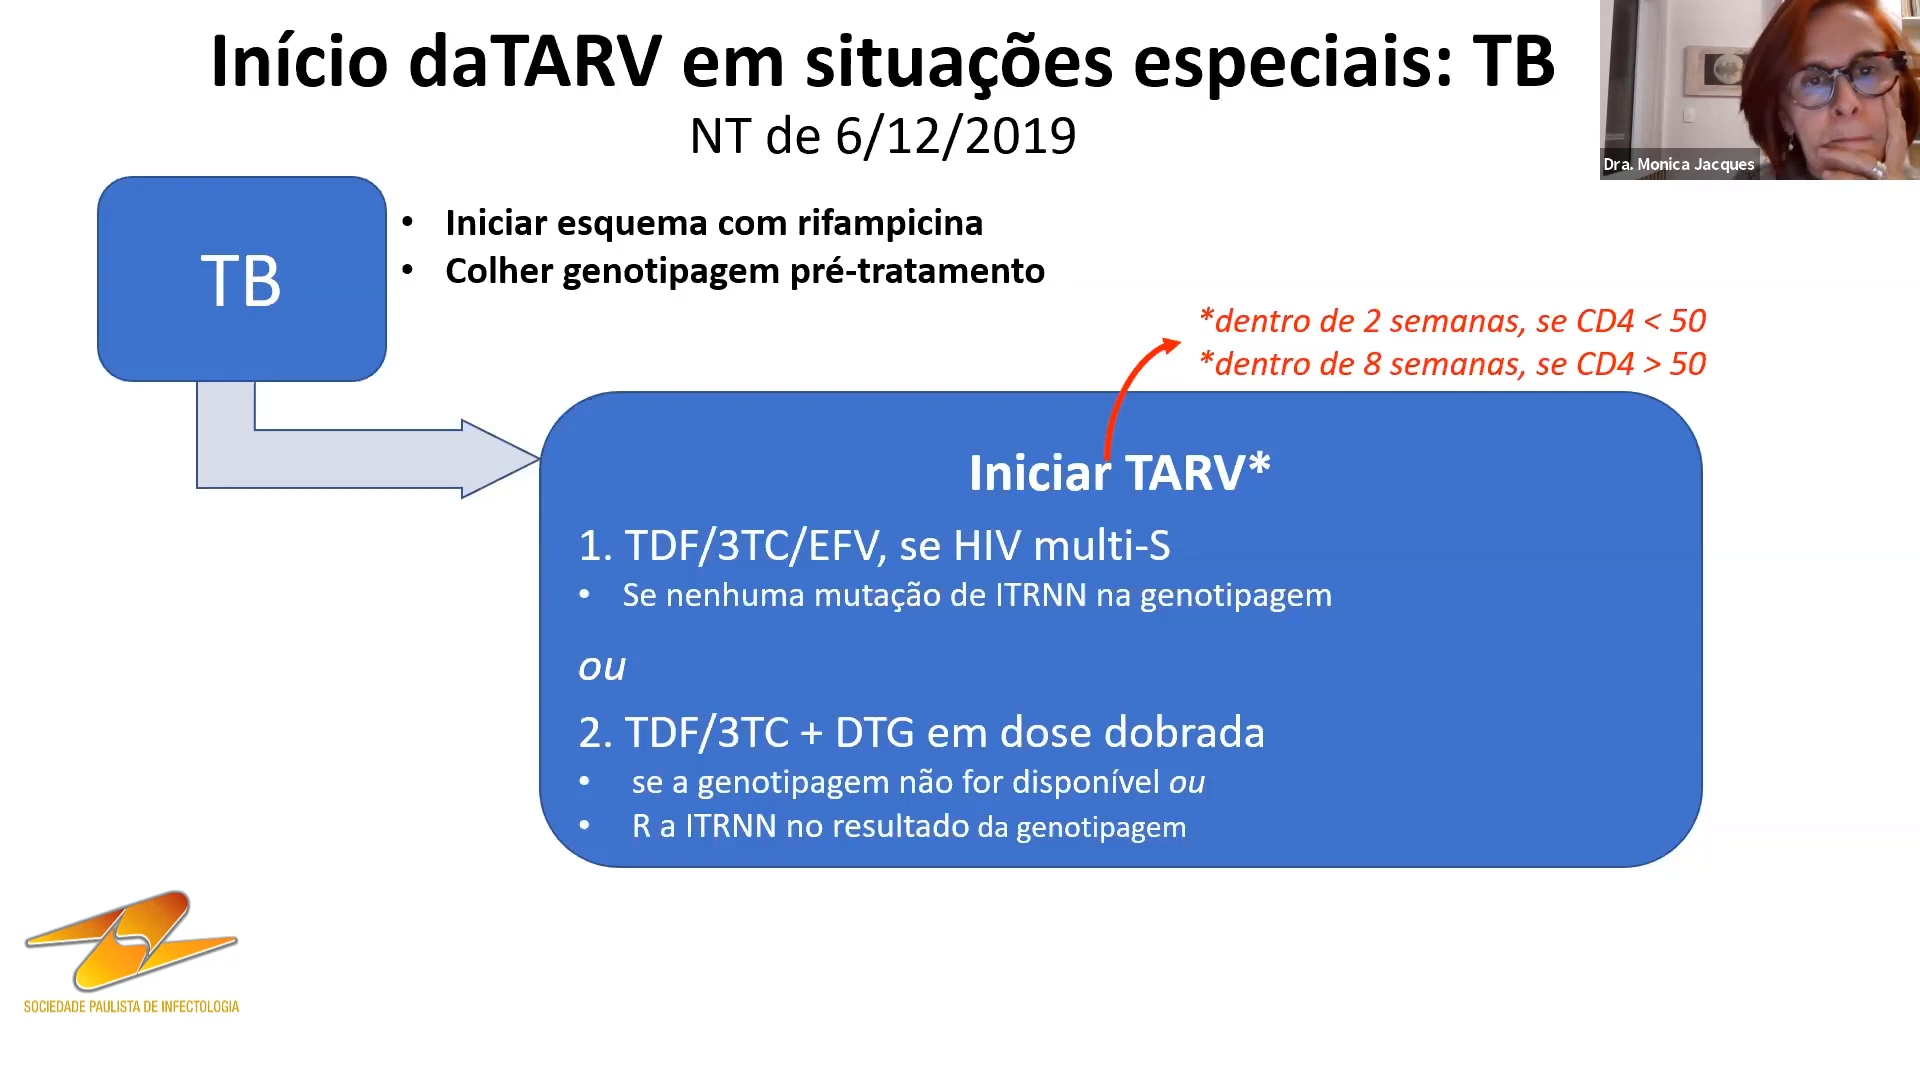 Início daTARV em situações especiais: TB
NT de 6/12/2019
Dra. Monica Jacques
TB
• Iniciar esquema com rifampicina
• Colher genotipagem pré-tratamento
*dentro de 2 semanas, se CD4 < 50
*dentro de 8 semanas, se CD4 > 50
Iniciar TARV*
1. TDF/3TC/EFV, se HIV multi-S
• Se nenhuma mutação de ITRNN na genotipagem
ou
2. TDF/3TC + DTG em dose dobrada
• se a genotipagem não for disponível ou
• R a ITRNN no resultado da genotipagem
SOCIEDADE PAULISTA DE INFECTOLOGIA